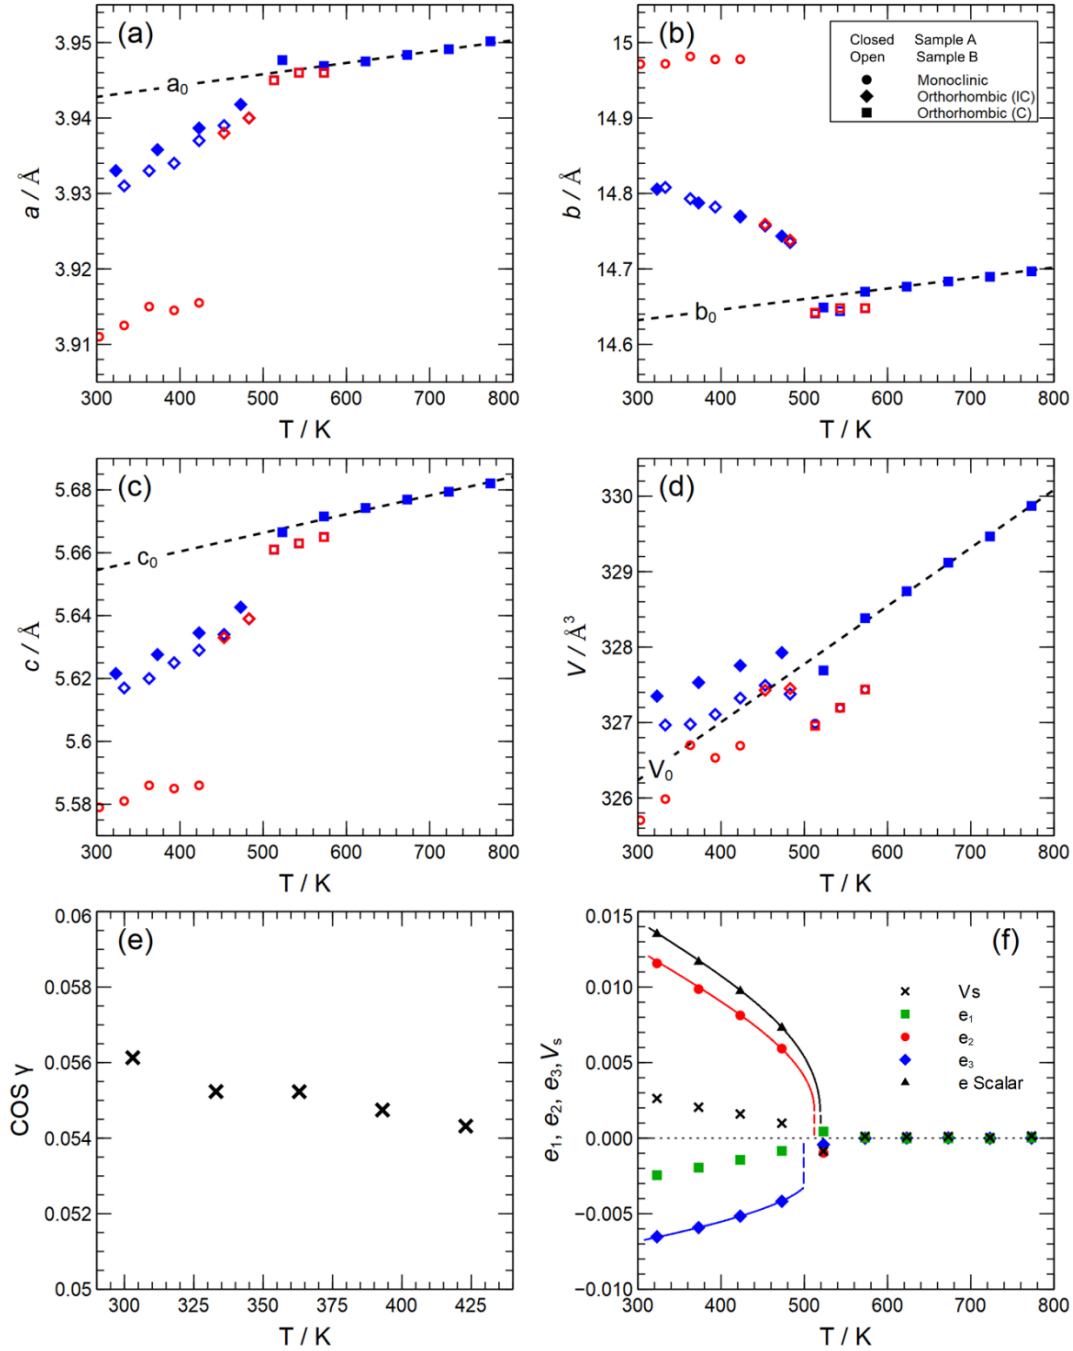 (a)
3.95
3.94
3.93
3.92
3.91
a / Å
a₀
300 400 500 600 700 800
T / K
(b)
15
14.9
14.8
14.7
14.6
b / Å
b₀
Closed Sample A
Open Sample B
Monoclinic
Orthorhombic (IC)
Orthorhombic (C)
300 400 500 600 700 800
T / K
(c)
5.68
5.66
5.64
5.62
5.6
5.58
c / Å
c₀
300 400 500 600 700 800
T / K
(d)
330
329
328
327
326
V / Å³
V₀
300 400 500 600 700 800
T / K
(e)
0.06
0.058
0.056
0.054
0.052
0.05
COS γ
300 325 350 375 400 425
T / K
(f)
0.015
0.010
0.005
0.000
−0.005
−0.010
e₁, e₂, e₃, Vₛ
Vs
e₁
e₂
e₃
e Scalar
300 400 500 600 700 800
T / K